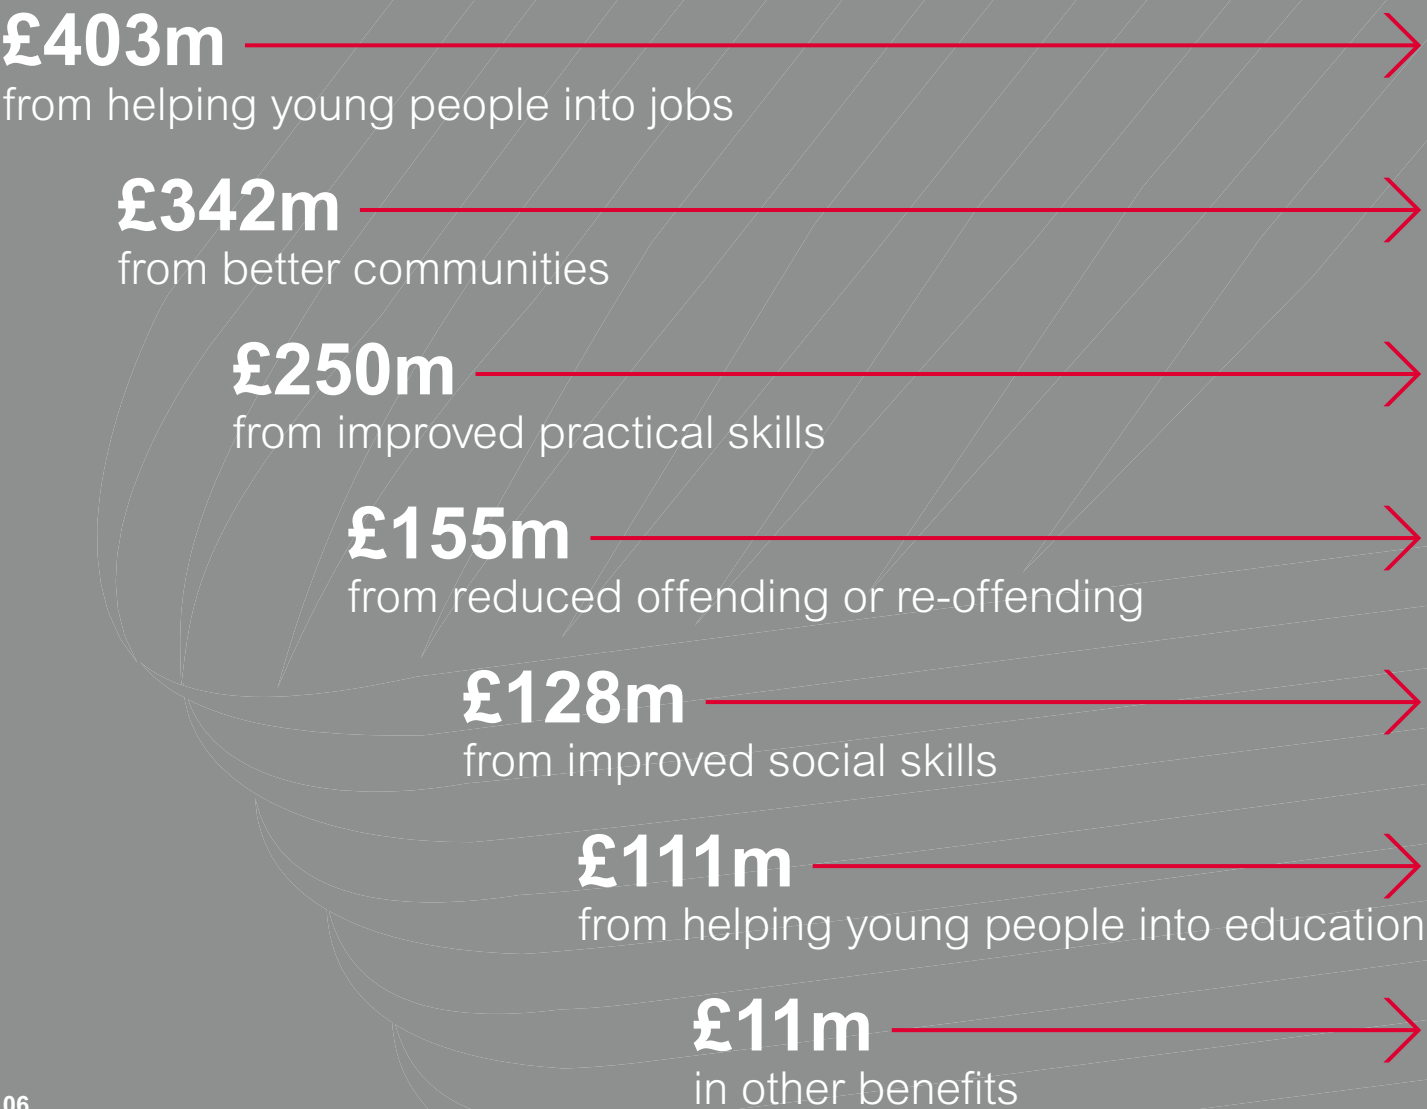 £403m
from helping young people into jobs
£342m
from better communities
£250m
from improved practical skills
£155m
from reduced offending or re-offending
£128m
from improved social skills
£111m
from helping young people into education
£11m
in other benefits
06